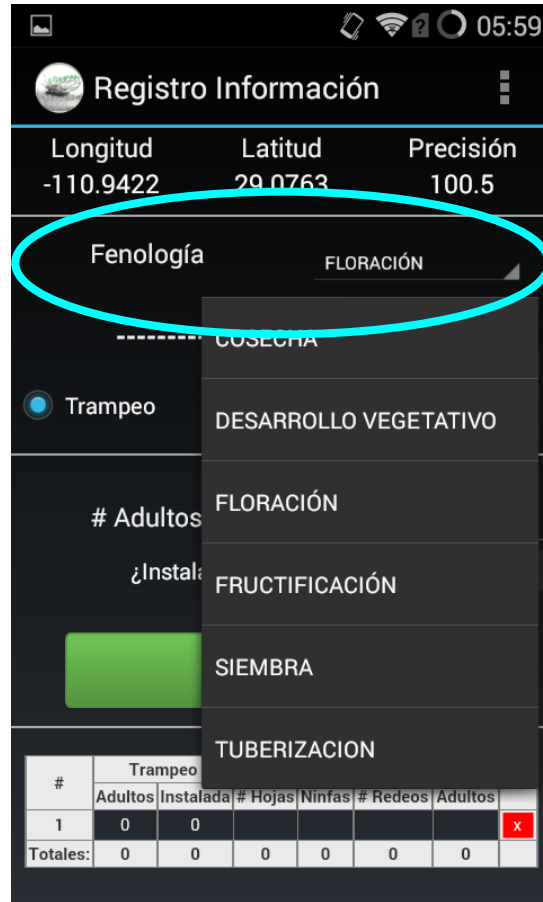 05:59
Registro Información
Longitud Latitud Precisión
-110.9422 29.0763 100.5
Fenología FLORACIÓN
----------
COSECHA
Trampeo
DESARROLLO VEGETATIVO
# Adultos
FLORACIÓN
¿Instala
FRUCTIFICACIÓN
SIEMBRA
TUBERIZACION
# Trampeo
Adultos Instalada # Hojas Ninfas # Redeos Adultos
1 0 0 x
Totales: 0 0 0 0 0 0